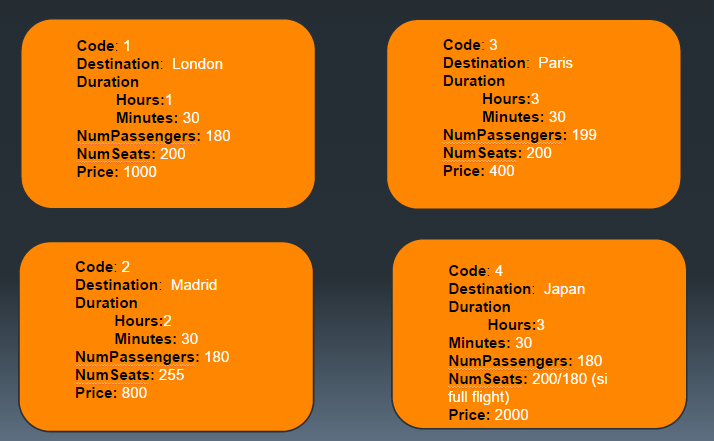 Code: 1
Destination:  London
Duration
Hours:1
Minutes: 30
NumPassengers: 180
NumSeats: 200
Price: 1000
Code: 2
Destination:  Madrid
Duration
Hours:2
Minutes: 30
NumPassengers: 180
NumSeats: 255
Price: 800
Code: 3
Destination:  Paris
Duration
Hours:3
Minutes: 30
NumPassengers: 199
NumSeats: 200
Price: 400
Code: 4
Destination:  Japan
Duration
Hours:3
Minutes: 30
NumPassengers: 180
NumSeats: 200/180 (si
full flight)
Price: 2000